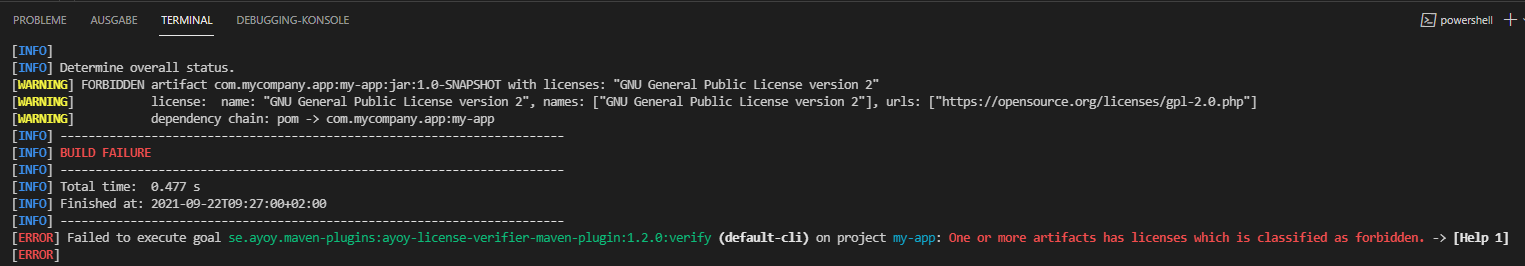 PROBLEME AUSGABE TERMINAL DEBUGGING-KONSOLE powershell
[INFO]
[INFO] Determine overall status.
[WARNING] FORBIDDEN artifact com.mycompany.app:my-app:jar:1.0-SNAPSHOT with licenses: "GNU General Public License version 2"
[WARNING]           license:  name: "GNU General Public License version 2", names: ["GNU General Public License version 2"], urls: ["https://opensource.org/licenses/gpl-2.0.php"]
[WARNING]           dependency chain: pom -> com.mycompany.app:my-app
[INFO] ------------------------------------------------------------------------
[INFO] BUILD FAILURE
[INFO] ------------------------------------------------------------------------
[INFO] Total time:  0.477 s
[INFO] Finished at: 2021-09-22T09:27:00+02:00
[INFO] ------------------------------------------------------------------------
[ERROR] Failed to execute goal se.ayoy.maven-plugins:ayoy-license-verifier-maven-plugin:1.2.0:verify (default-cli) on project my-app: One or more artifacts has licenses which is classified as forbidden. -> [Help 1]
[ERROR]